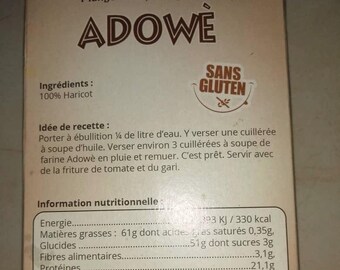 ADOWÈ
SANS
GLUTEN
Ingrédients :
100% Haricot
Idée de recette :
Porter à ébullition ¼ de litre d'eau. Y verser une cuillérée
à soupe d'huile. Verser environ 3 cuillérées à soupe de
farine Adowè en pluie et remuer. C'est prêt. Servir avec
de la friture de tomate et du gari.
Information nutritionnelle :
Energie KJ / 330 kcal
Matières grasses : 61g dont acides gras saturés 0,35g,
Glucides 51g dont sucres 3g
Fibres alimentaires 3,1g,
Protéines 21,1g